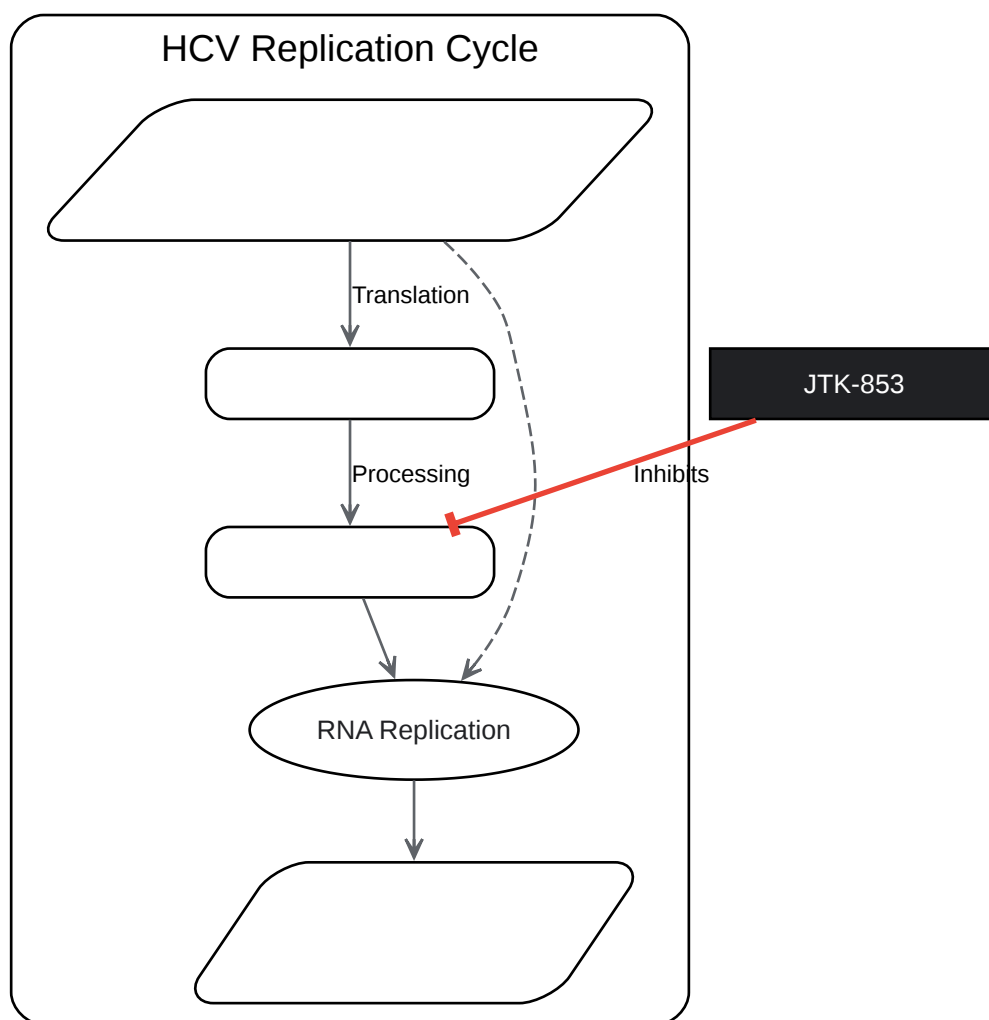 HCV Replication Cycle
Translation
JTK-853
Processing
Inhibits
RNA Replication